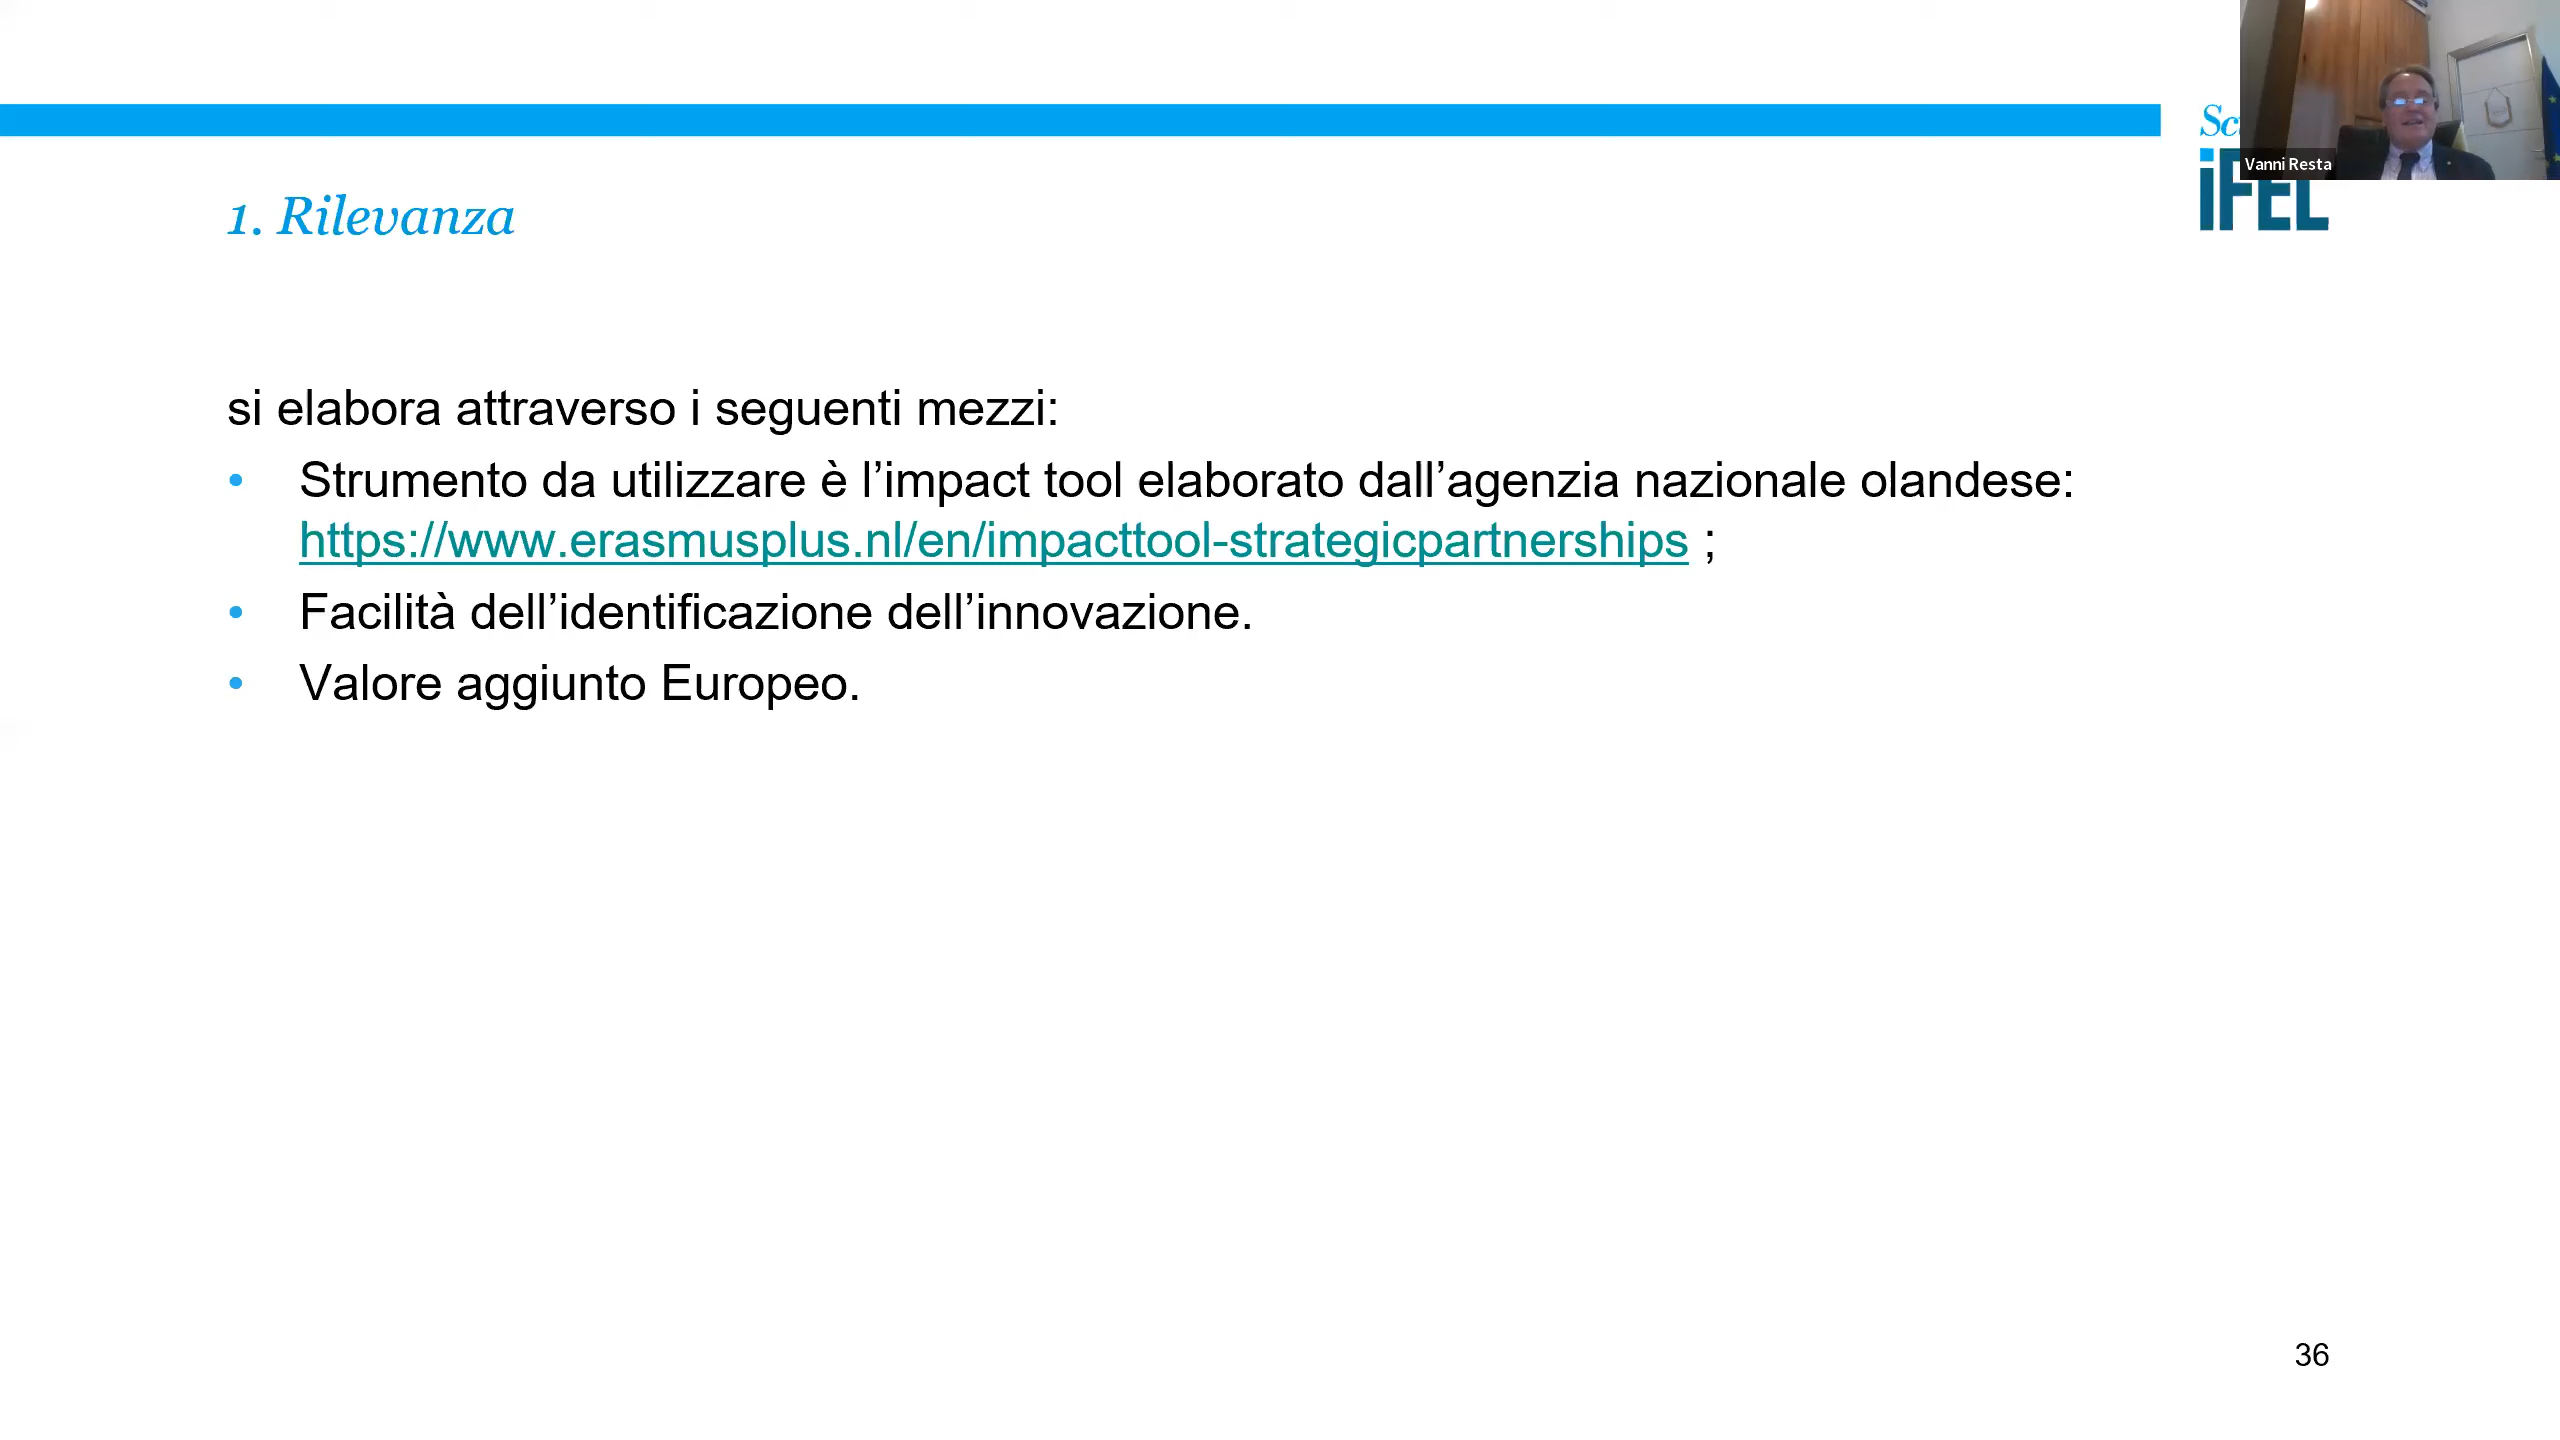 Vanni Resta
iFEL
1. Rilevanza
si elabora attraverso i seguenti mezzi:
• Strumento da utilizzare è l’impact tool elaborato dall’agenzia nazionale olandese:
https://www.erasmusplus.nl/en/impacttool-strategicpartnerships ;
• Facilità dell’identificazione dell’innovazione.
• Valore aggiunto Europeo.
36